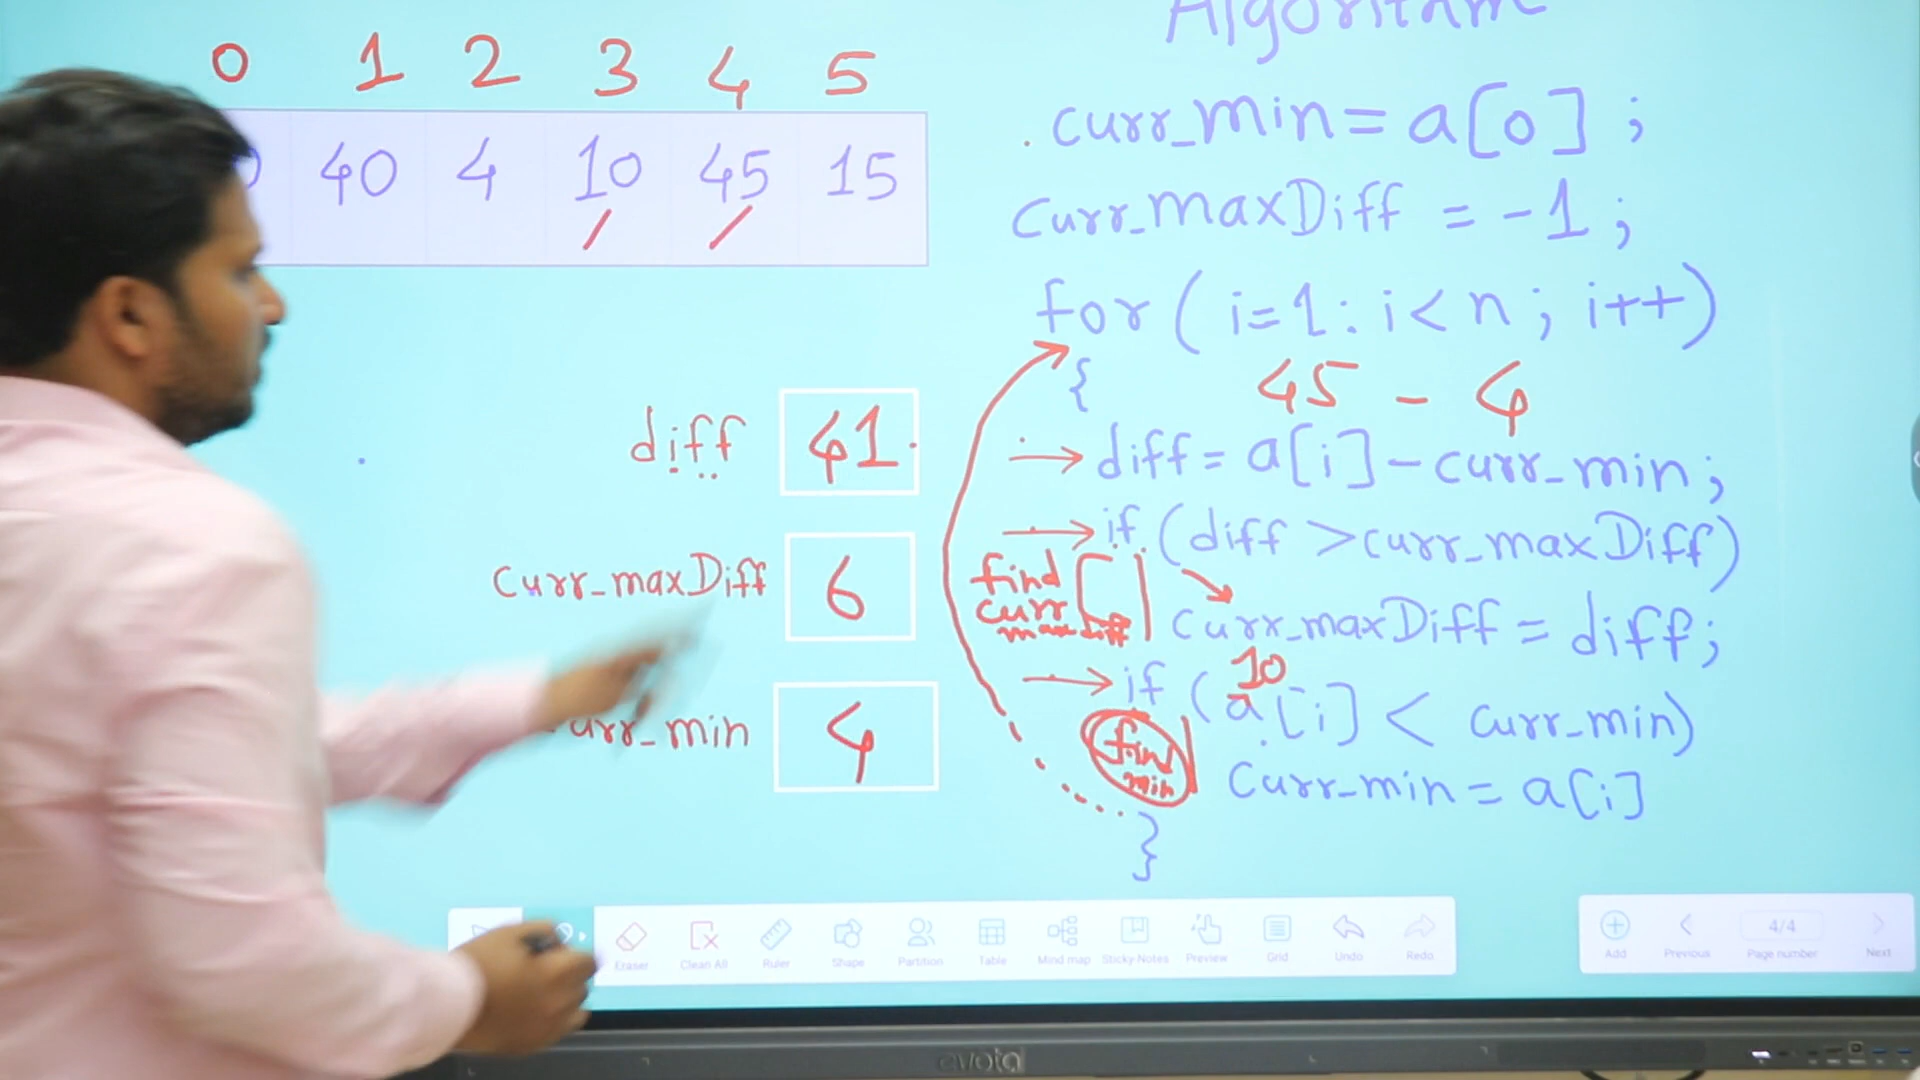 Algorithm
0 1 2 3 4 5
40 4 10 45 15
curr_min = a[0] ;
curr_maxDiff = -1 ;
for ( i=1 : i < n ; i++ )
{ 45 - 4
diff 41
diff = a[i] - curr_min ;
if ( diff > curr_maxDiff )
find
curr
max diff
curr_maxDiff = diff ;
curr_maxDiff 6
10
if ( a[i] < curr_min )
find
min
curr_min = a[i]
urr_min 4
}
Eraser Clean All Ruler Shape Partition Table Mind map Sticky-Notes Preview Grid Undo Redo
4/4
Add Previous Page number Next
evota